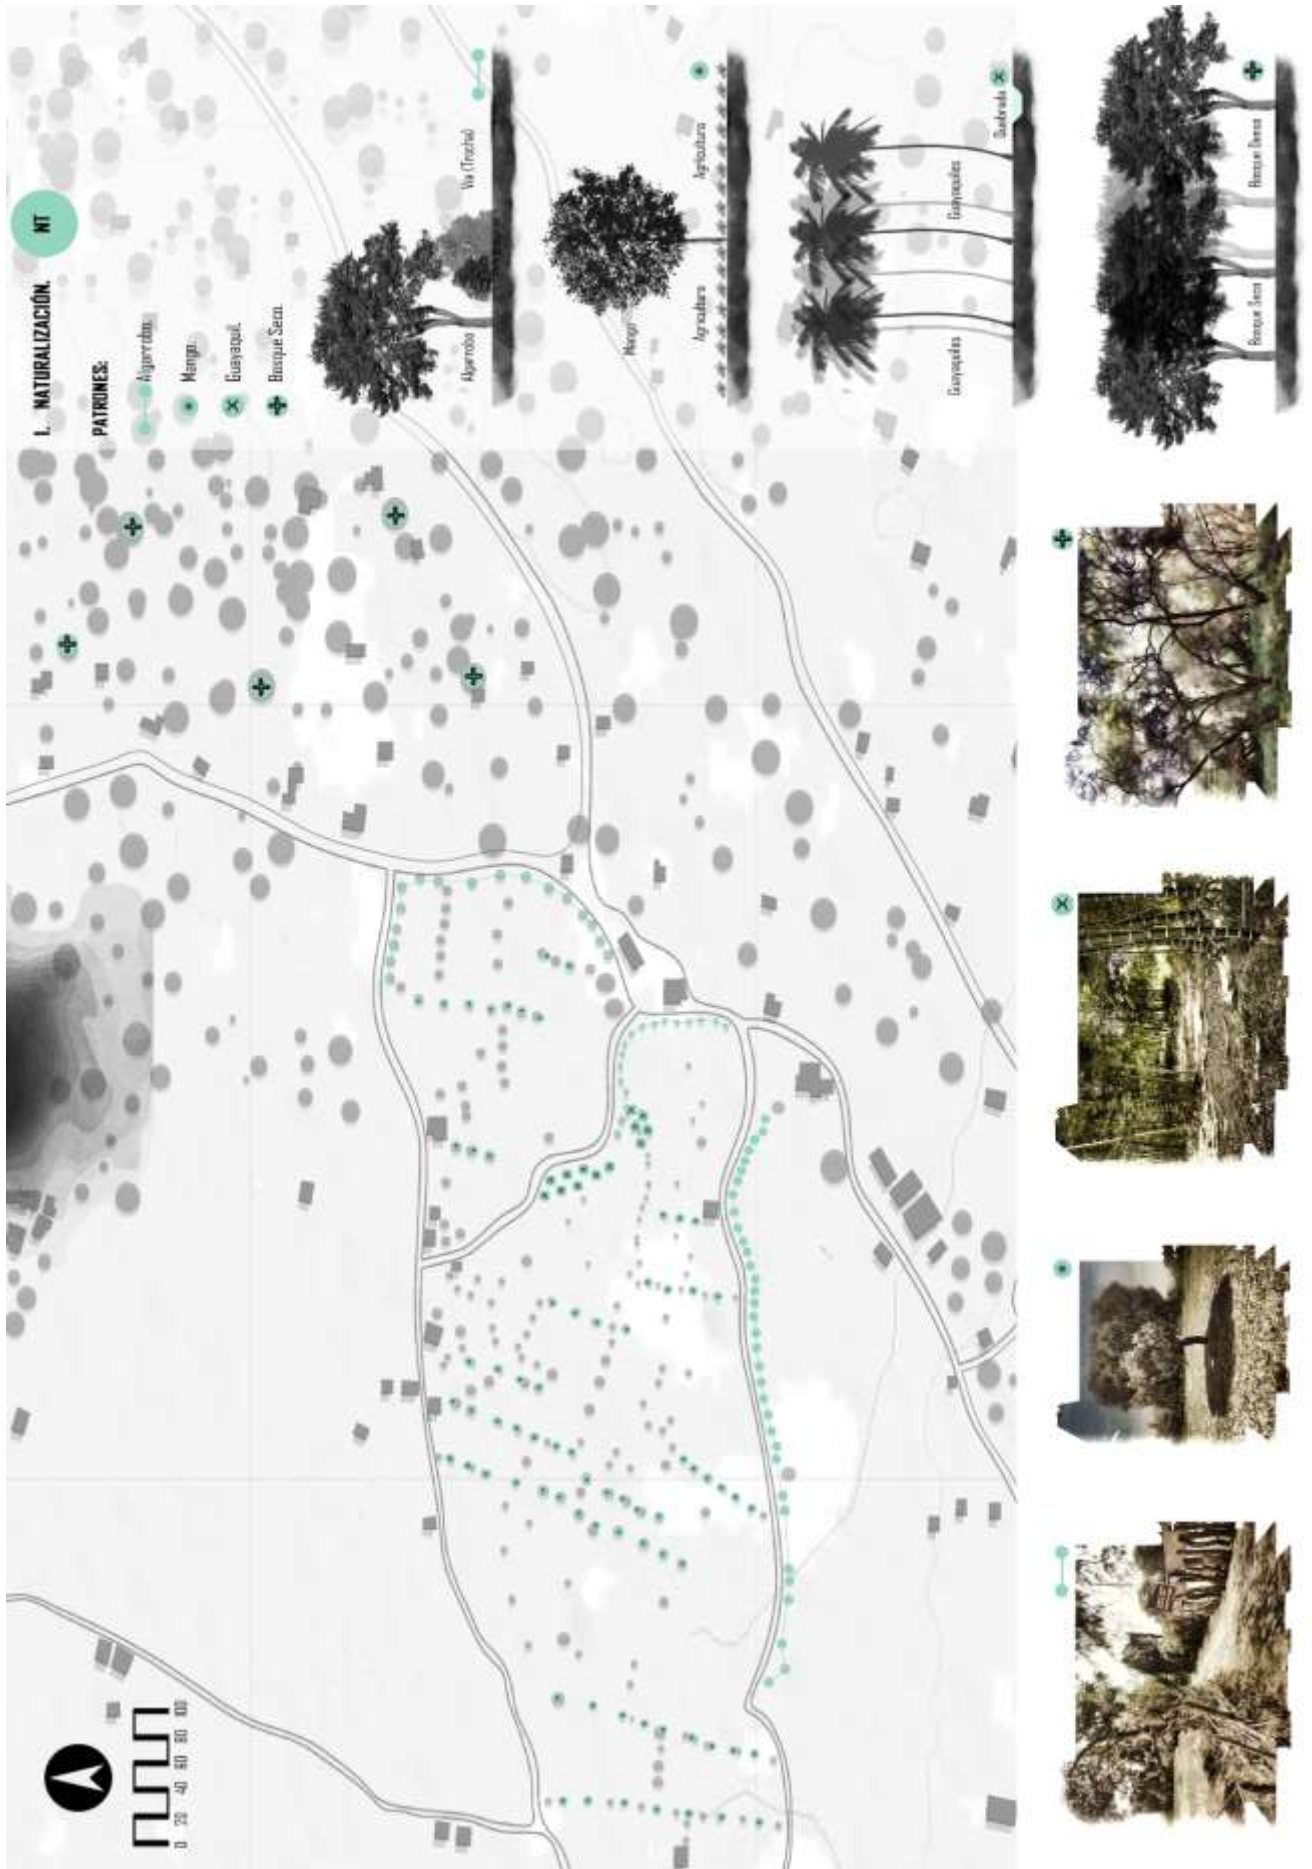 1. NATURALIZACIÓN.
NT
PATRONES:
Algarrobo.
Mango.
Guayaquil.
Bosque Seco.
Algarrobo
Vía (Trocha)
Mango
Agricultura
Agricultura
Guayaquiles
Guayaquiles
Quebrada
Bosque Seco
Bosque Denso
0 20 40 60 80 100